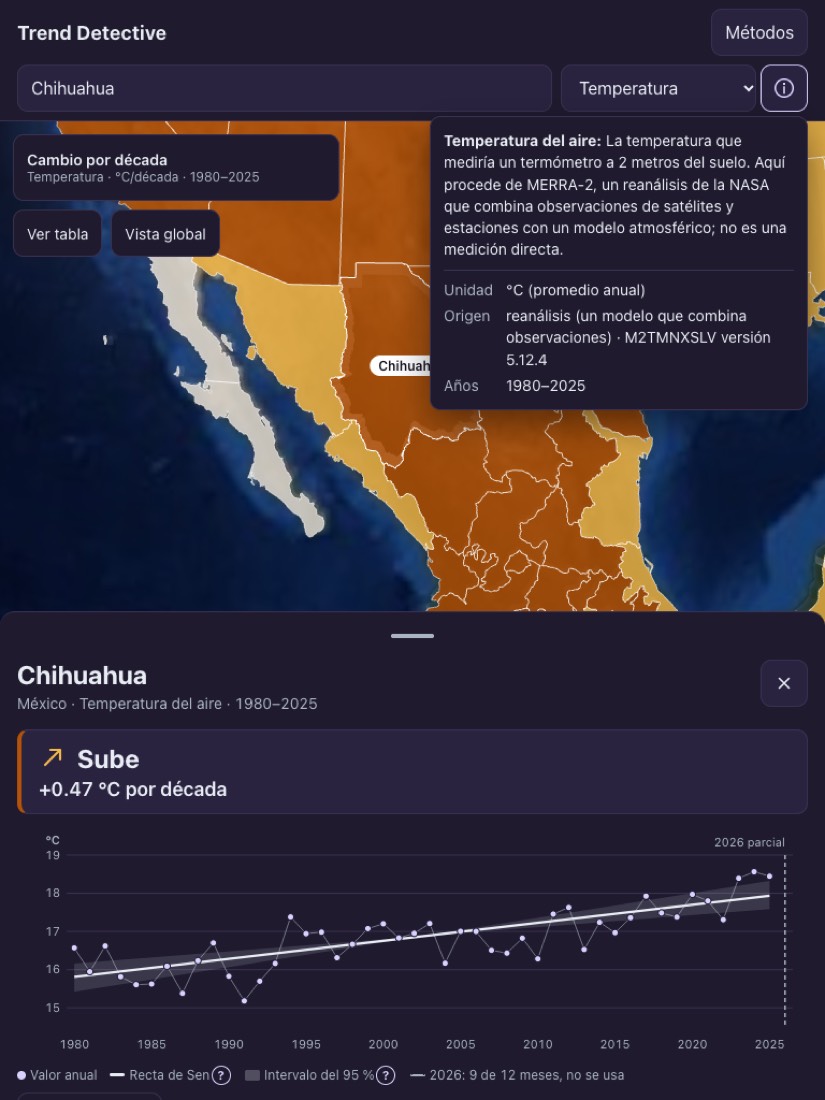 Trend Detective
Métodos
Chihuahua
Temperatura
Cambio por década
Temperatura · °C/década · 1980–2025
Ver tabla
Vista global
Temperatura del aire: La temperatura que
mediría un termómetro a 2 metros del suelo. Aquí
procede de MERRA-2, un reanálisis de la NASA
que combina observaciones de satélites y
estaciones con un modelo atmosférico; no es una
medición directa.
Unidad °C (promedio anual)
Origen reanálisis (un modelo que combina
observaciones) · M2TMNXSLV versión
5.12.4
Años 1980–2025
Chihuah
Chihuahua
México · Temperatura del aire · 1980–2025
Sube
+0.47 °C por década
°C
2026 parcial
19
18
17
16
15
1980 1985 1990 1995 2000 2005 2010 2015 2020 2025
Valor anual Recta de Sen ? Intervalo del 95 % ? 2026: 9 de 12 meses, no se usa